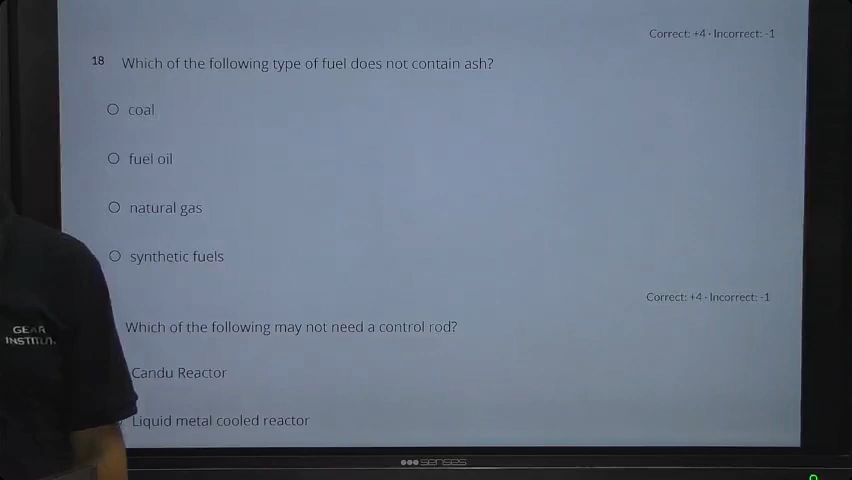 Correct: +4 · Incorrect: -1
18 Which of the following type of fuel does not contain ash?
coal
fuel oil
natural gas
synthetic fuels
Correct: +4 · Incorrect: -1
Which of the following may not need a control rod?
Candu Reactor
Liquid metal cooled reactor
GEAR
senses